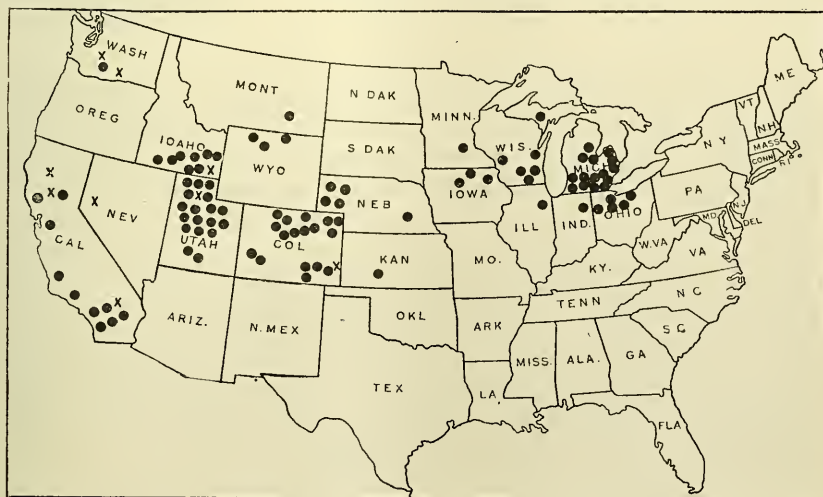 WASH
MONT
N DAK
MINN.
ME
OREG
IDAHO
S DAK
WIS.
MICH
N Y
VT
NH
MASS
CONN
R I
WYO
IOWA
PA
N.J.
NEV
UTAH
NEB
ILL
IND.
OHIO
MD.
DEL
CAL
COL
KAN
MO.
KY.
W.VA
VA
ARIZ.
N.MEX
OKL
ARK
TENN
N C
S C
TEX
LA
MISS.
ALA.
GA
FLA
X
X
X
X
X
X
X
X
X
X